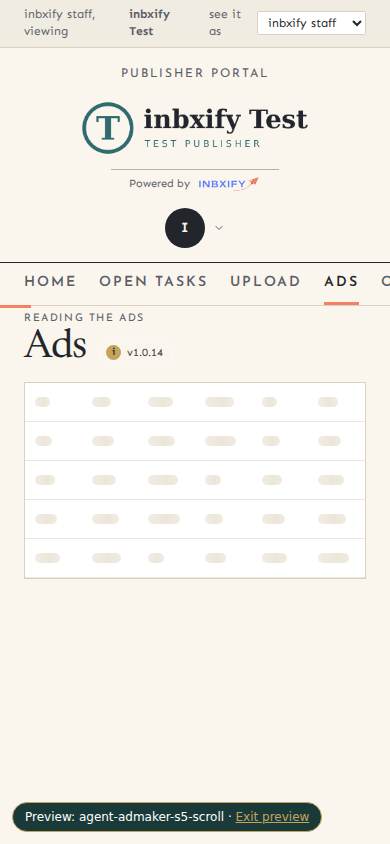 inbxify staff, viewing
inbxify Test
see it as
inbxify staff
PUBLISHER PORTAL
T
inbxify Test
TEST PUBLISHER
Powered by INBXIFY
I
HOME OPEN TASKS UPLOAD ADS
READING THE ADS
Ads
i v1.0.14
Preview: agent-admaker-s5-scroll · Exit preview